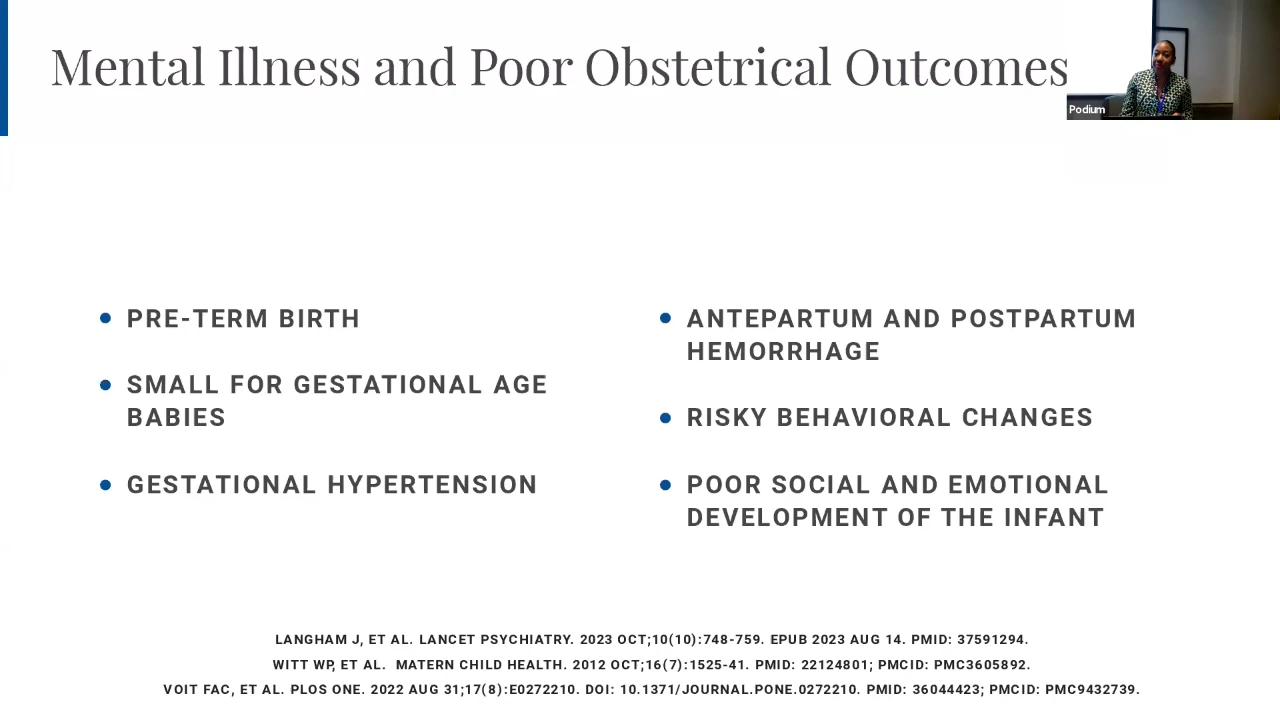 Mental Illness and Poor Obstetrical Outcomes
Podium
PRE-TERM BIRTH
SMALL FOR GESTATIONAL AGE
BABIES
GESTATIONAL HYPERTENSION
ANTEPARTUM AND POSTPARTUM
HEMORRHAGE
RISKY BEHAVIORAL CHANGES
POOR SOCIAL AND EMOTIONAL
DEVELOPMENT OF THE INFANT
LANGHAM J, ET AL. LANCET PSYCHIATRY. 2023 OCT;10(10):748-759. EPUB 2023 AUG 14. PMID: 37591294.
WITT WP, ET AL. MATERN CHILD HEALTH. 2012 OCT;16(7):1525-41. PMID: 22124801; PMCID: PMC3605892.
VOIT FAC, ET AL. PLOS ONE. 2022 AUG 31;17(8):E0272210. DOI: 10.1371/JOURNAL.PONE.0272210. PMID: 36044423; PMCID: PMC9432739.